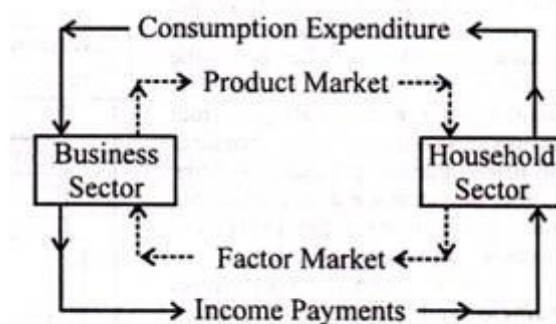 Consumption Expenditure
Product Market
Business
Sector
Household
Sector
Factor Market
Income Payments